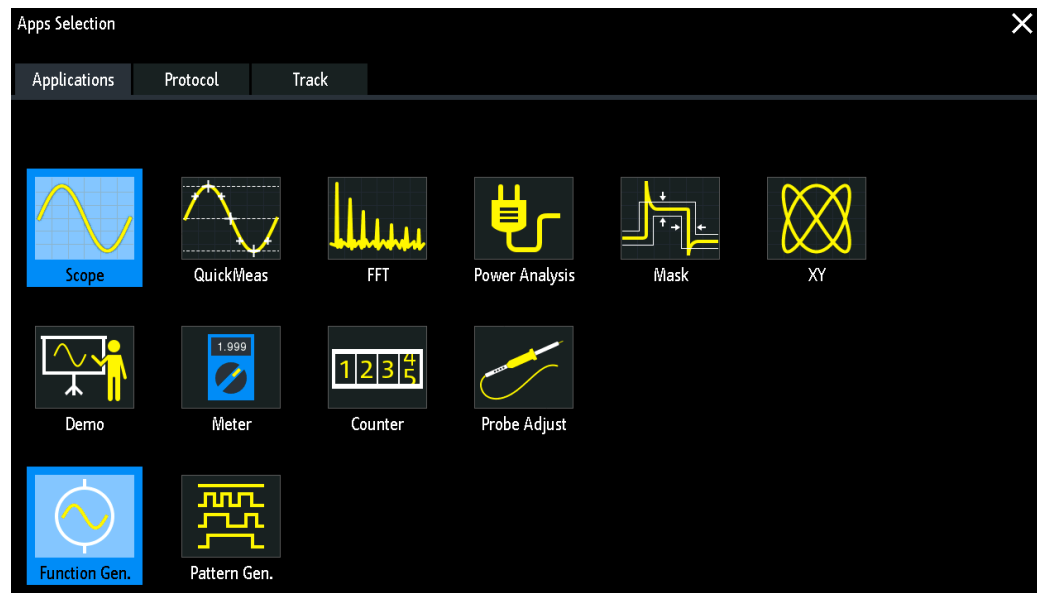 Apps Selection
Applications Protocol Track
Scope QuickMeas FFT Power Analysis Mask XY
1.999
1 2 3 4 5
Demo Meter Counter Probe Adjust
Function Gen. Pattern Gen.